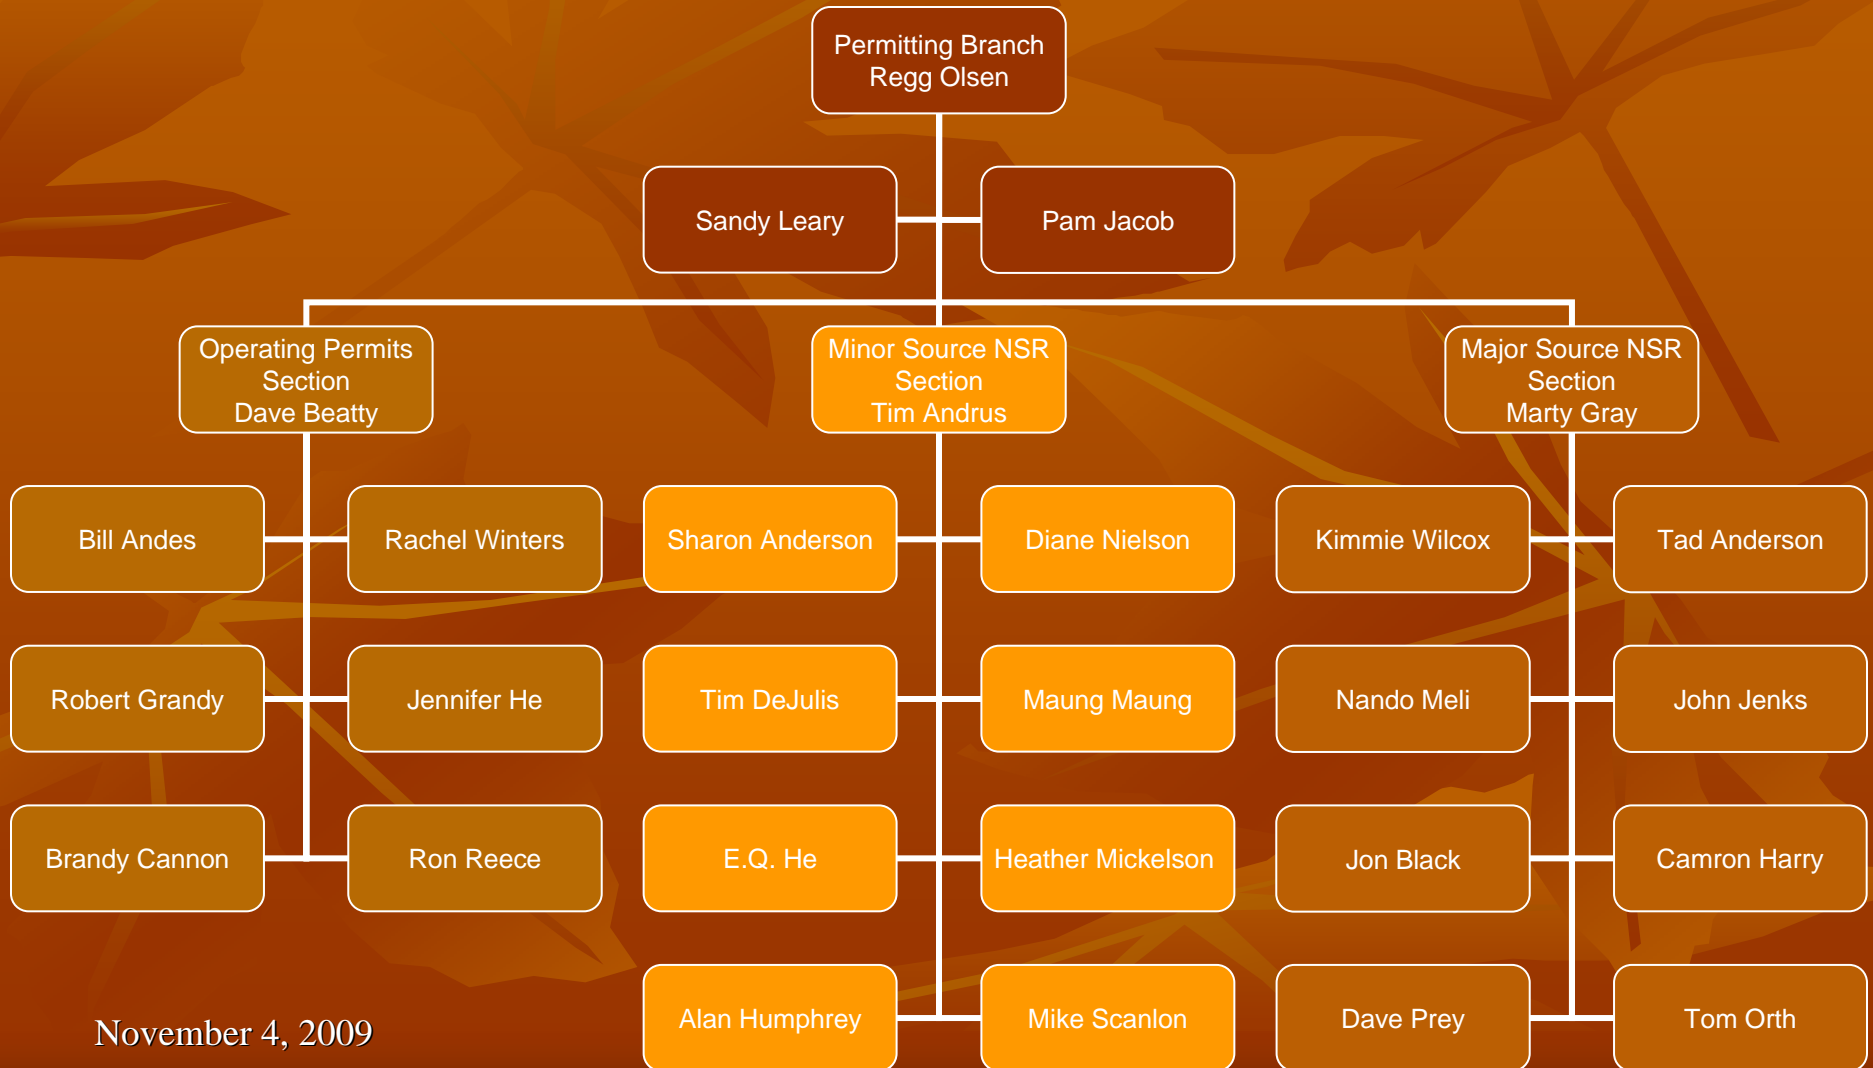 Permitting Branch
Regg Olsen
Sandy Leary
Pam Jacob
Operating Permits
Section
Dave Beatty
Minor Source NSR
Section
Tim Andrus
Major Source NSR
Section
Marty Gray
Bill Andes
Rachel Winters
Sharon Anderson
Diane Nielson
Kimmie Wilcox
Tad Anderson
Robert Grandy
Jennifer He
Tim DeJulis
Maung Maung
Nando Meli
John Jenks
Brandy Cannon
Ron Reece
E.Q. He
Heather Mickelson
Jon Black
Camron Harry
Alan Humphrey
Mike Scanlon
Dave Prey
Tom Orth
November 4, 2009